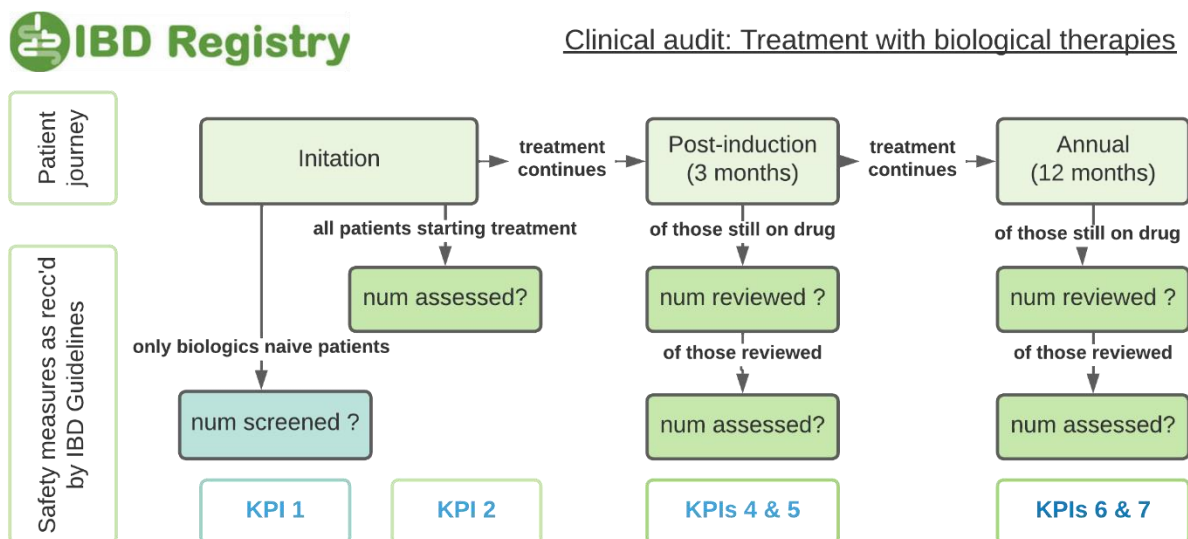 IBD Registry
Clinical audit: Treatment with biological therapies
Patient
journey
Initation
treatment
continues
Post-induction
(3 months)
treatment
continues
Annual
(12 months)
all patients starting treatment
of those still on drug
of those still on drug
num assessed?
num reviewed ?
num reviewed ?
only biologics naive patients
of those reviewed
of those reviewed
num screened ?
num assessed?
num assessed?
Safety measures as recc'd
by IBD Guidelines
KPI 1
KPI 2
KPIs 4 & 5
KPIs 6 & 7